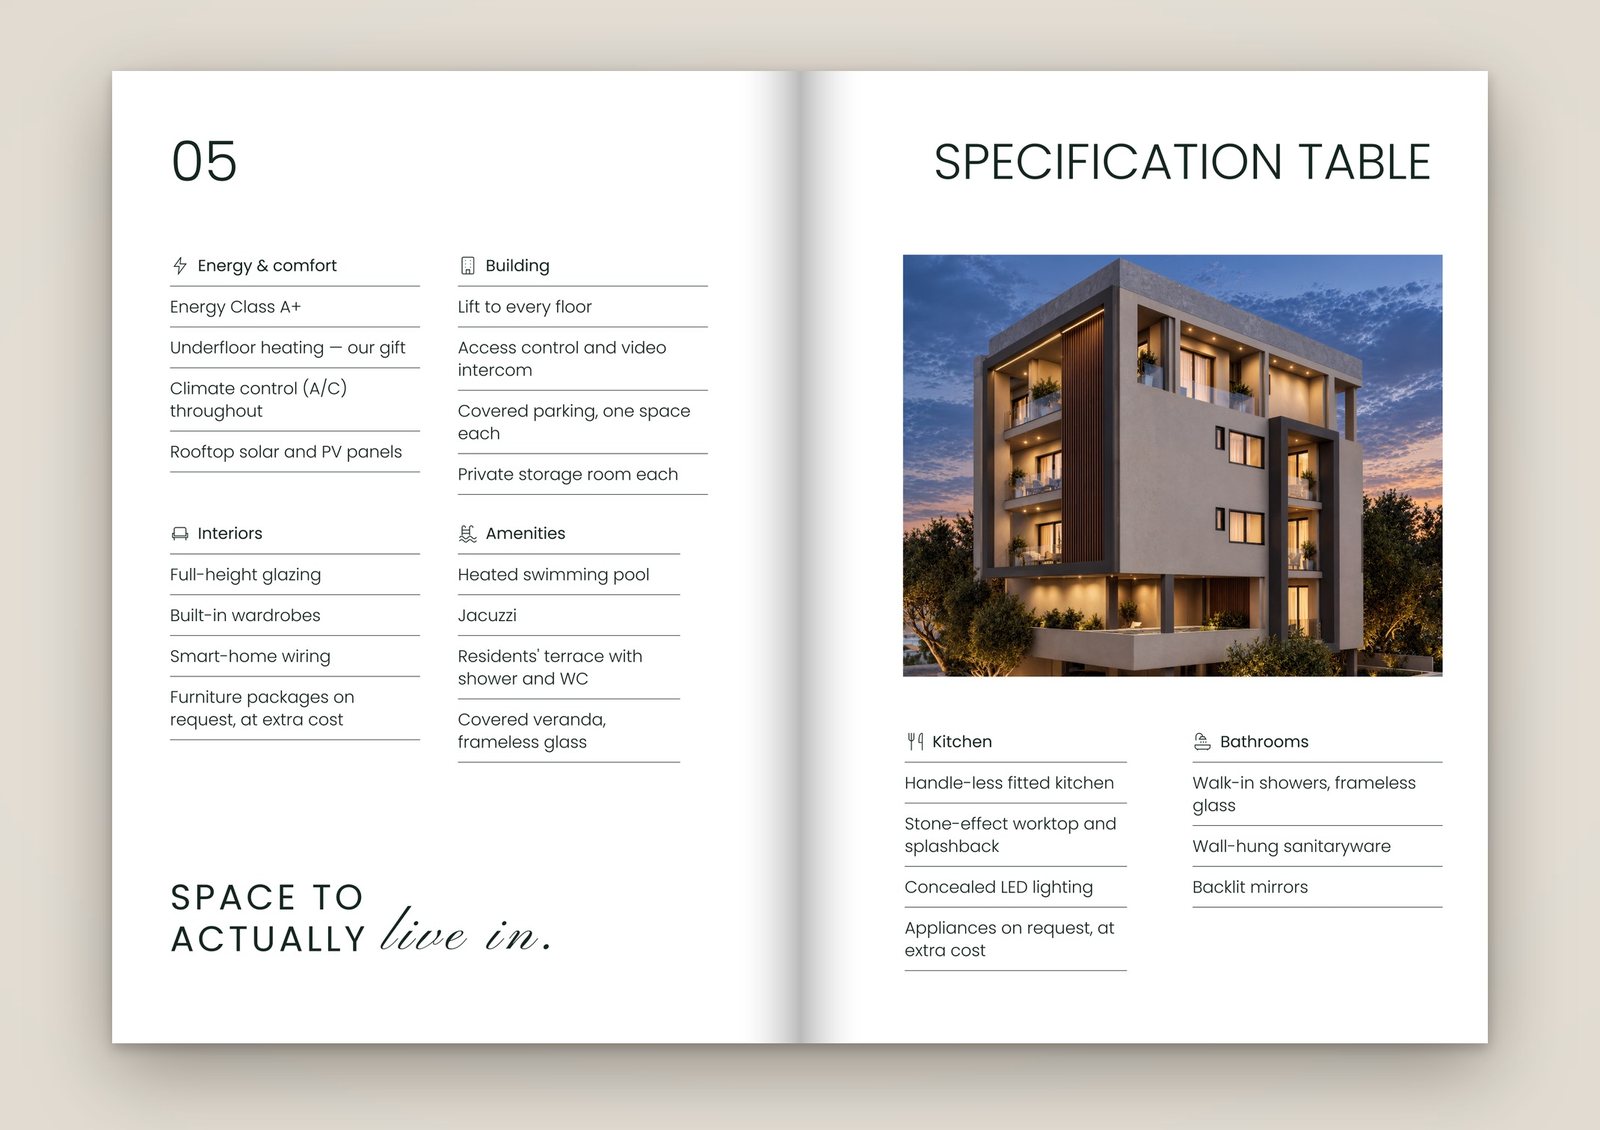 05
SPECIFICATION TABLE
Energy & comfort
Energy Class A+
Underfloor heating — our gift
Climate control (A/C)
throughout
Rooftop solar and PV panels
Building
Lift to every floor
Access control and video
intercom
Covered parking, one space
each
Private storage room each
Interiors
Full-height glazing
Built-in wardrobes
Smart-home wiring
Furniture packages on
request, at extra cost
Amenities
Heated swimming pool
Jacuzzi
Residents' terrace with
shower and WC
Covered veranda,
frameless glass
SPACE TO
ACTUALLY live in.
Kitchen
Handle-less fitted kitchen
Stone-effect worktop and
splashback
Concealed LED lighting
Appliances on request, at
extra cost
Bathrooms
Walk-in showers, frameless
glass
Wall-hung sanitaryware
Backlit mirrors